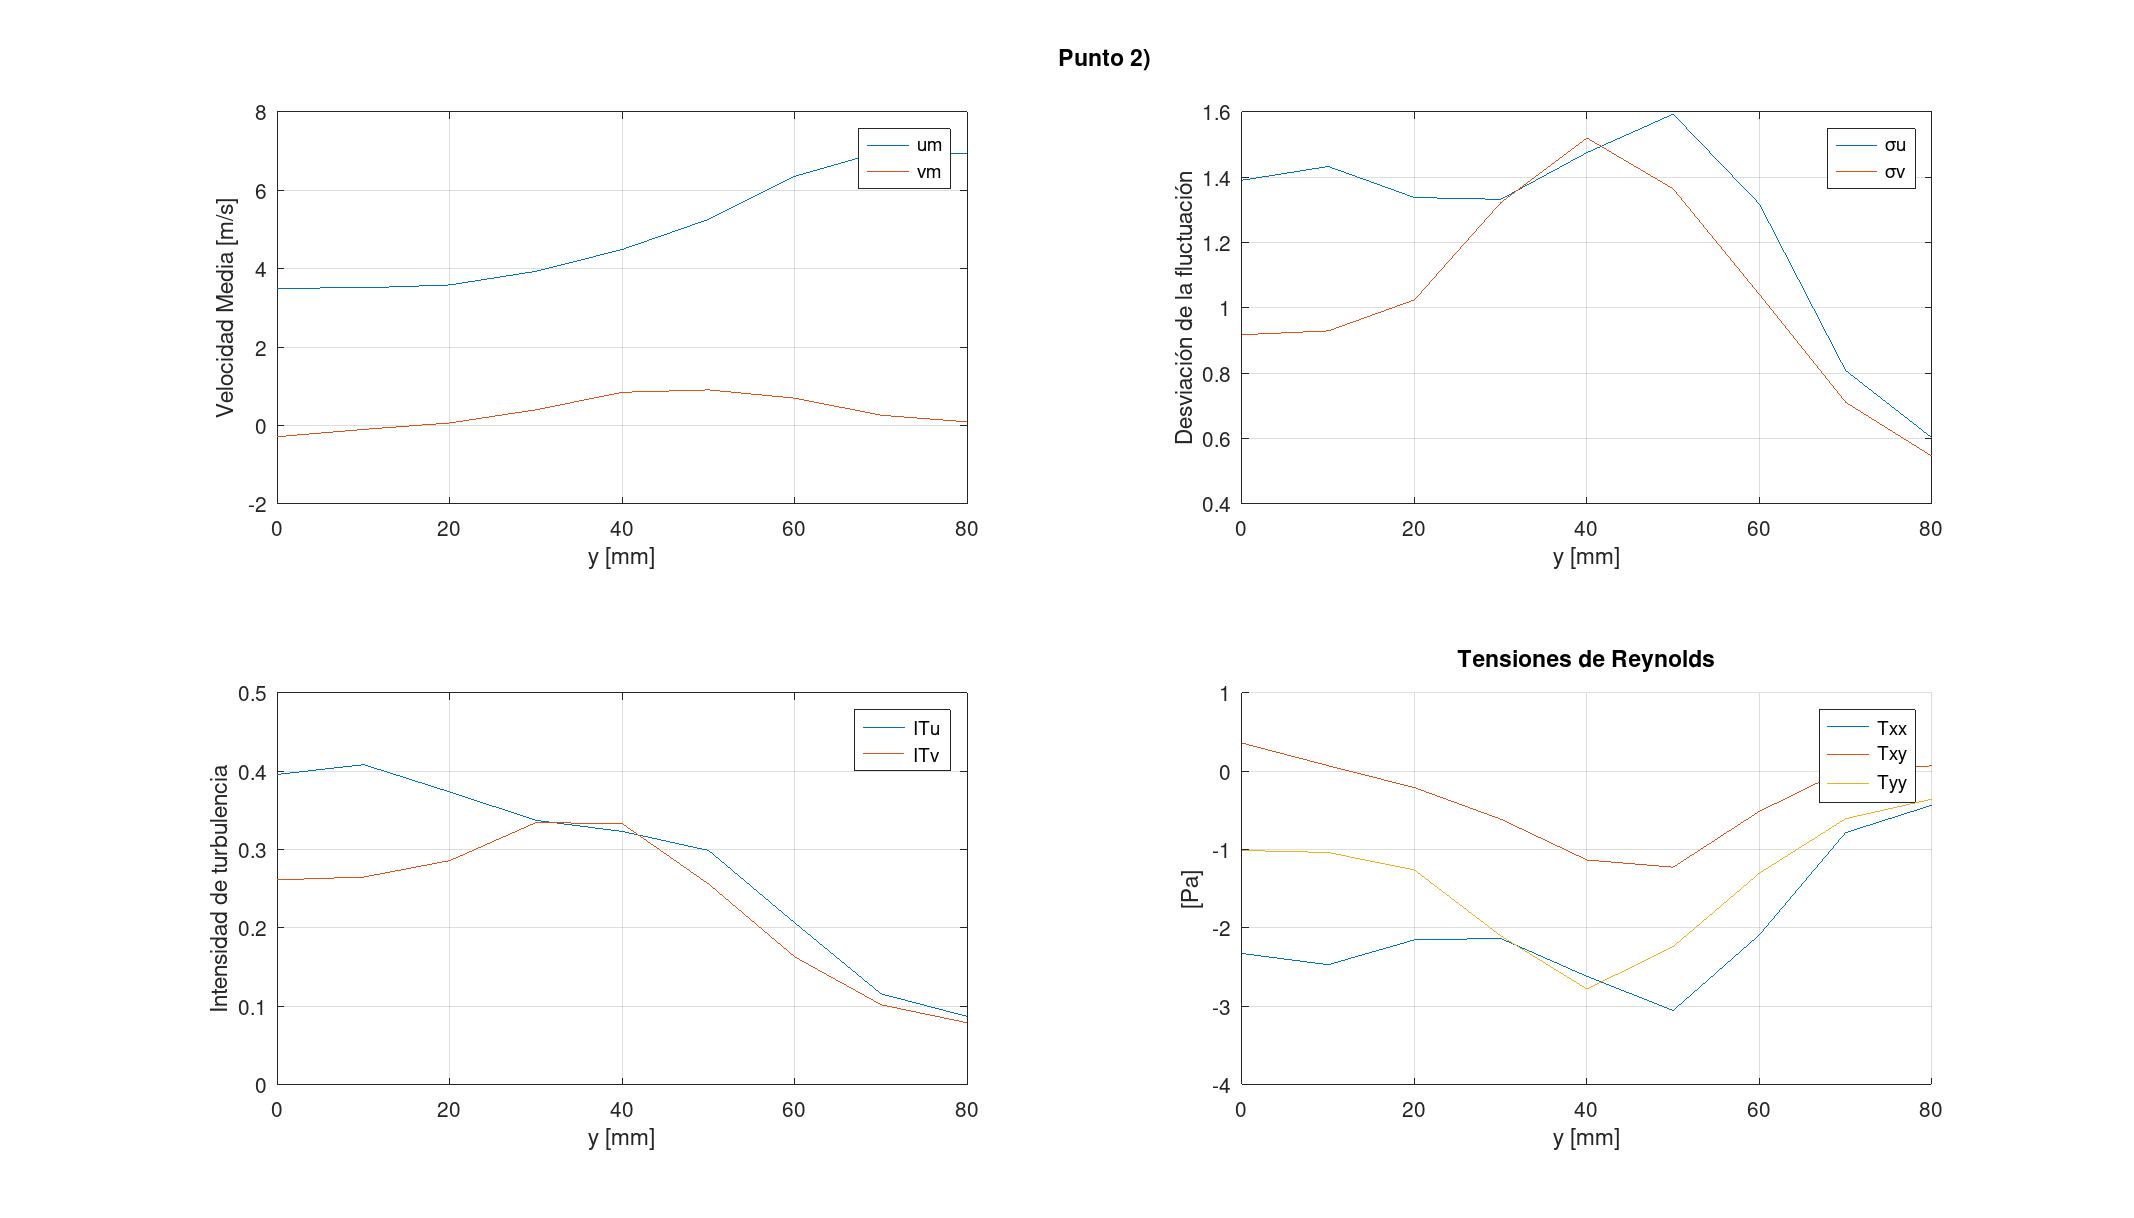 Punto 2)
8
6
4
2
0
-2
Velocidad Media [m/s]
um
vm
0 20 40 60 80
y [mm]
1.6
1.4
1.2
1
0.8
0.6
0.4
Desviación de la fluctuación
σu
σv
0 20 40 60 80
y [mm]
0.5
0.4
0.3
0.2
0.1
0
Intensidad de turbulencia
ITu
ITv
0 20 40 60 80
y [mm]
Tensiones de Reynolds
1
0
-1
-2
-3
-4
[Pa]
Txx
Txy
Tyy
0 20 40 60 80
y [mm]